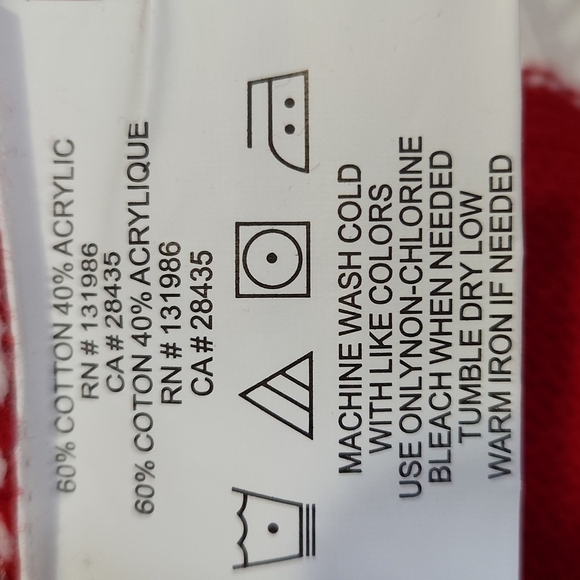 60% COTTON 40% ACRYLIC
RN # 131986
CA # 28435
60% COTON 40% ACRYLIQUE
RN # 131986
CA # 28435
MACHINE WASH COLD
WITH LIKE COLORS
USE ONLYNON-CHLORINE
BLEACH WHEN NEEDED
TUMBLE DRY LOW
WARM IRON IF NEEDED